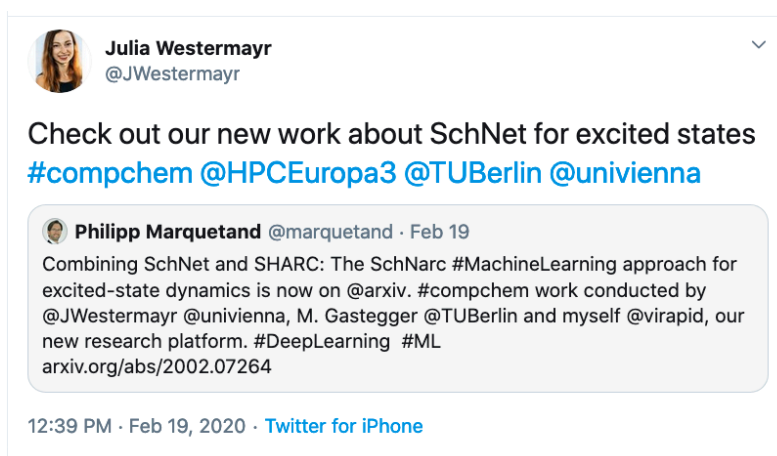 Julia Westermayr
@JWestermayr
Check out our new work about SchNet for excited states
#compchem @HPCEuropa3 @TUBerlin @univienna
Philipp Marquetand @marquetand · Feb 19
Combining SchNet and SHARC: The SchNarc #MachineLearning approach for
excited-state dynamics is now on @arxiv. #compchem work conducted by
@JWestermayr @univienna, M. Gastegger @TUBerlin and myself @virapid, our
new research platform. #DeepLearning #ML
arxiv.org/abs/2002.07264
12:39 PM · Feb 19, 2020 · Twitter for iPhone